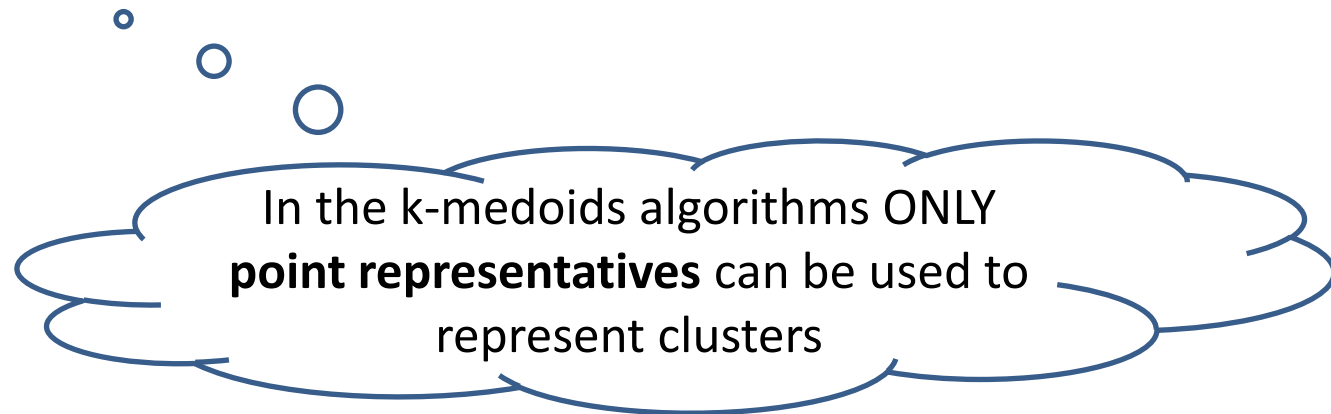 In the k-medoids algorithms ONLY
point representatives can be used to
represent clusters